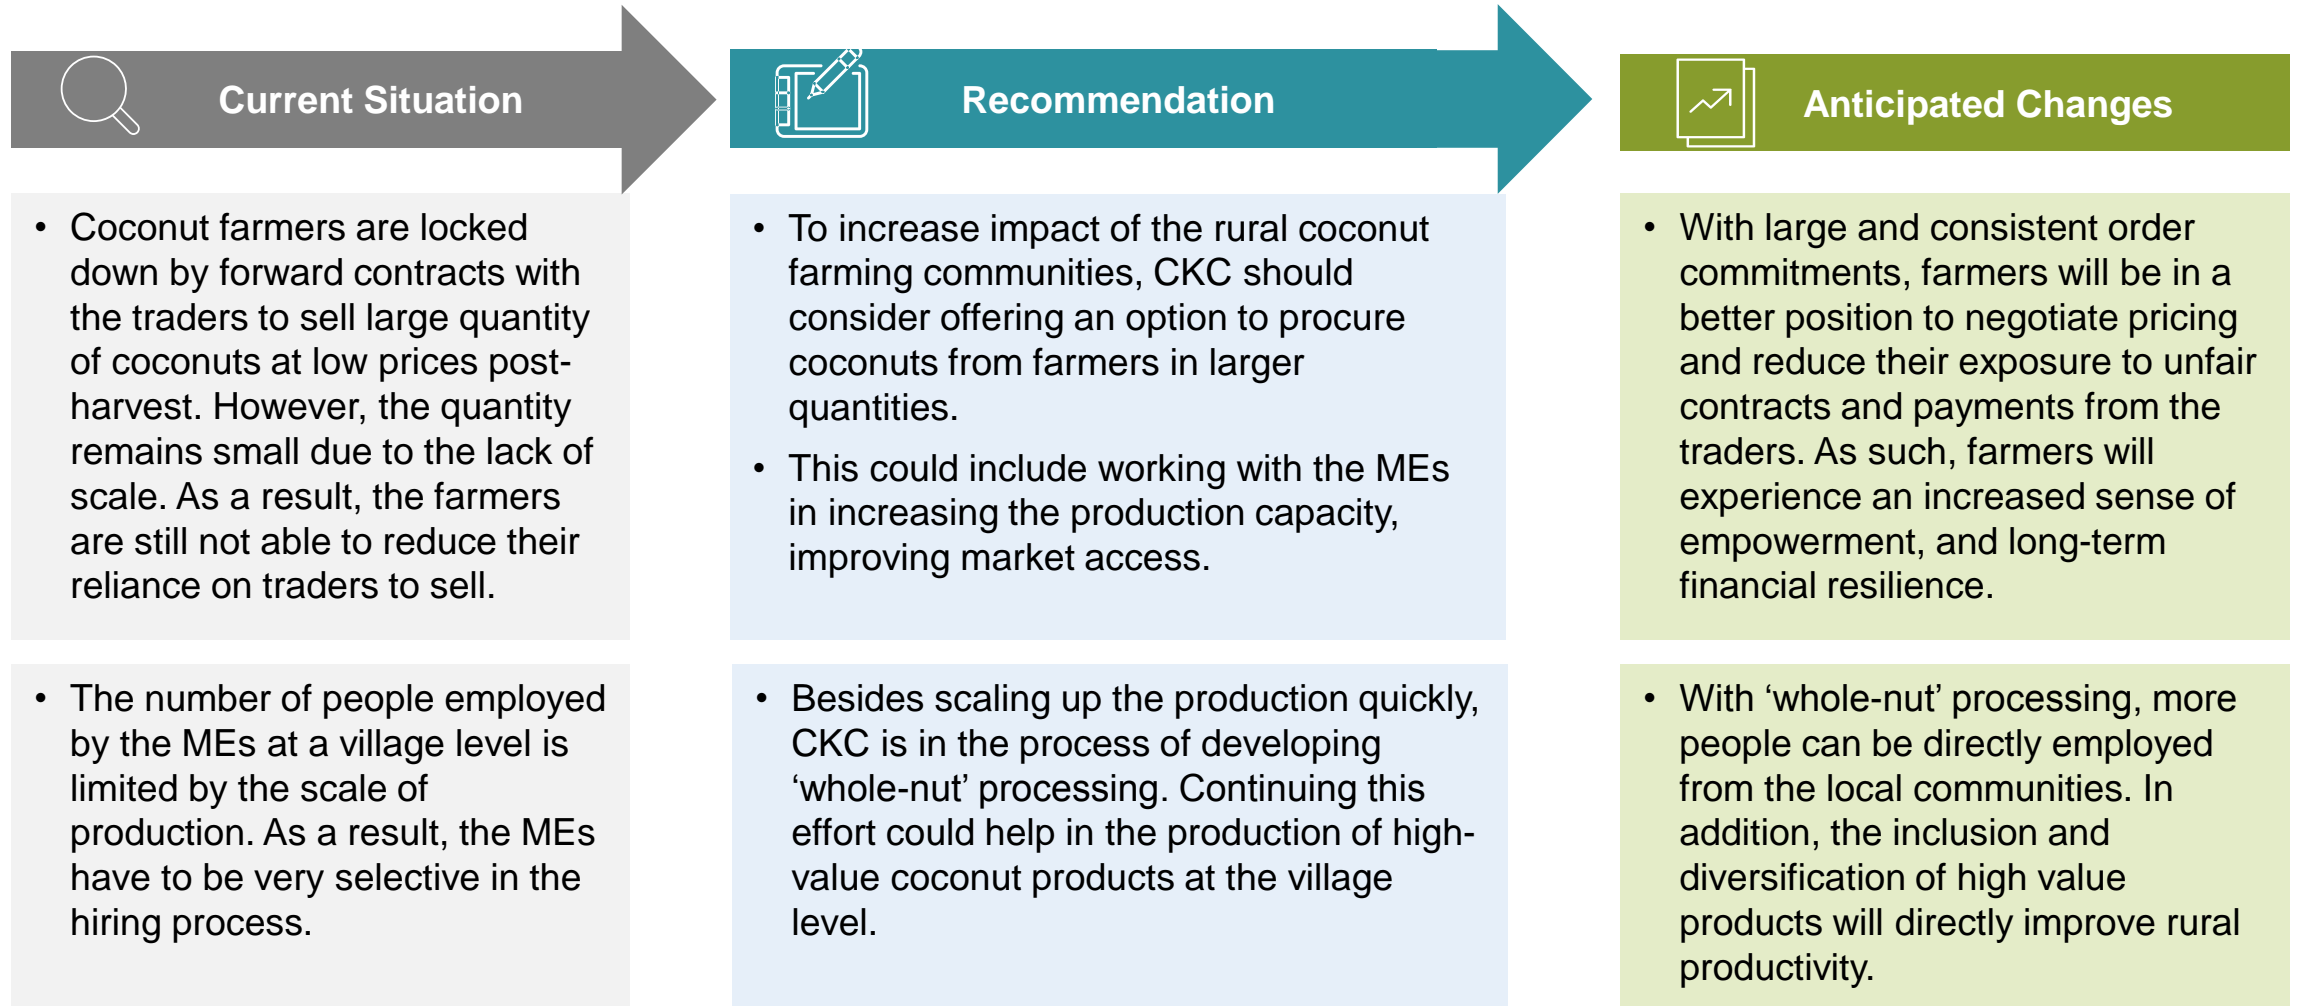 Current Situation
Recommendation
Anticipated Changes
• Coconut farmers are locked
down by forward contracts with
the traders to sell large quantity
of coconuts at low prices post-
harvest. However, the quantity
remains small due to the lack of
scale. As a result, the farmers
are still not able to reduce their
reliance on traders to sell.
• To increase impact of the rural coconut
farming communities, CKC should
consider offering an option to procure
coconuts from farmers in larger
quantities.
• This could include working with the MEs
in increasing the production capacity,
improving market access.
• With large and consistent order
commitments, farmers will be in a
better position to negotiate pricing
and reduce their exposure to unfair
contracts and payments from the
traders. As such, farmers will
experience an increased sense of
empowerment, and long-term
financial resilience.
• The number of people employed
by the MEs at a village level is
limited by the scale of
production. As a result, the MEs
have to be very selective in the
hiring process.
• Besides scaling up the production quickly,
CKC is in the process of developing
‘whole-nut’ processing. Continuing this
effort could help in the production of high-
value coconut products at the village
level.
• With ‘whole-nut’ processing, more
people can be directly employed
from the local communities. In
addition, the inclusion and
diversification of high value
products will directly improve rural
productivity.